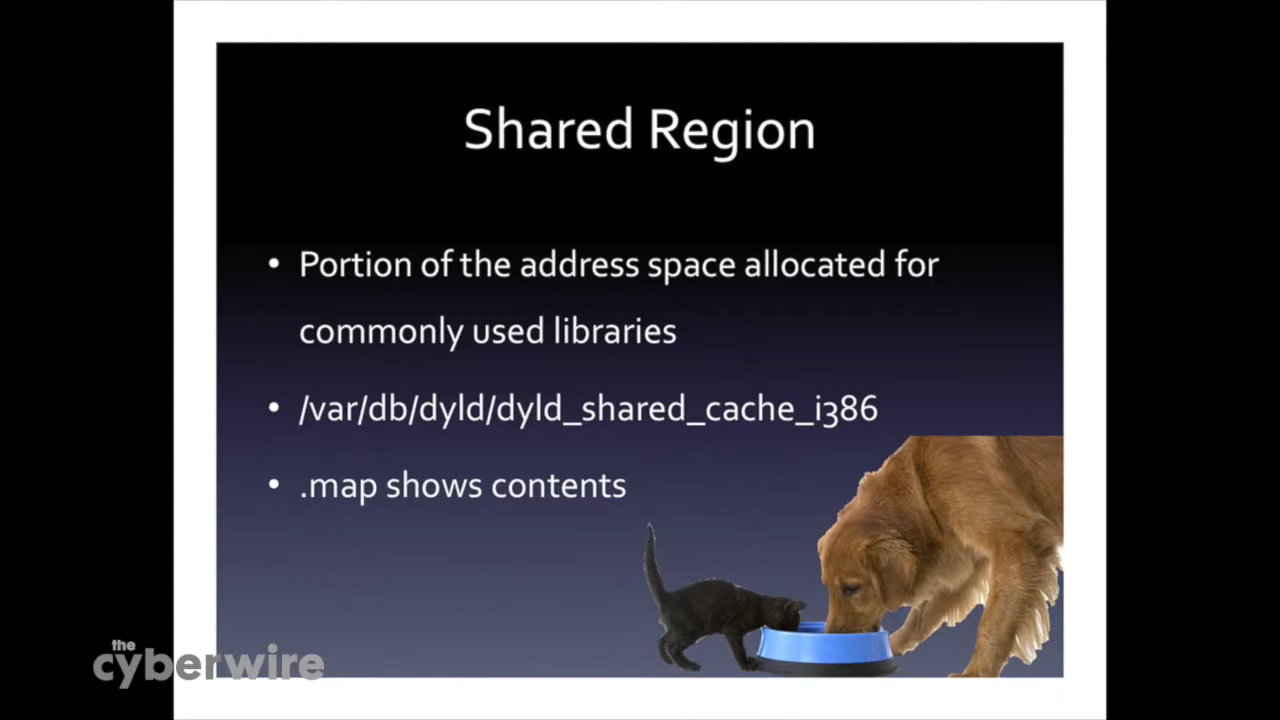 Shared Region
• Portion of the address space allocated for
commonly used libraries
• /var/db/dyld/dyld_shared_cache_i386
• .map shows contents
the
cyberwire